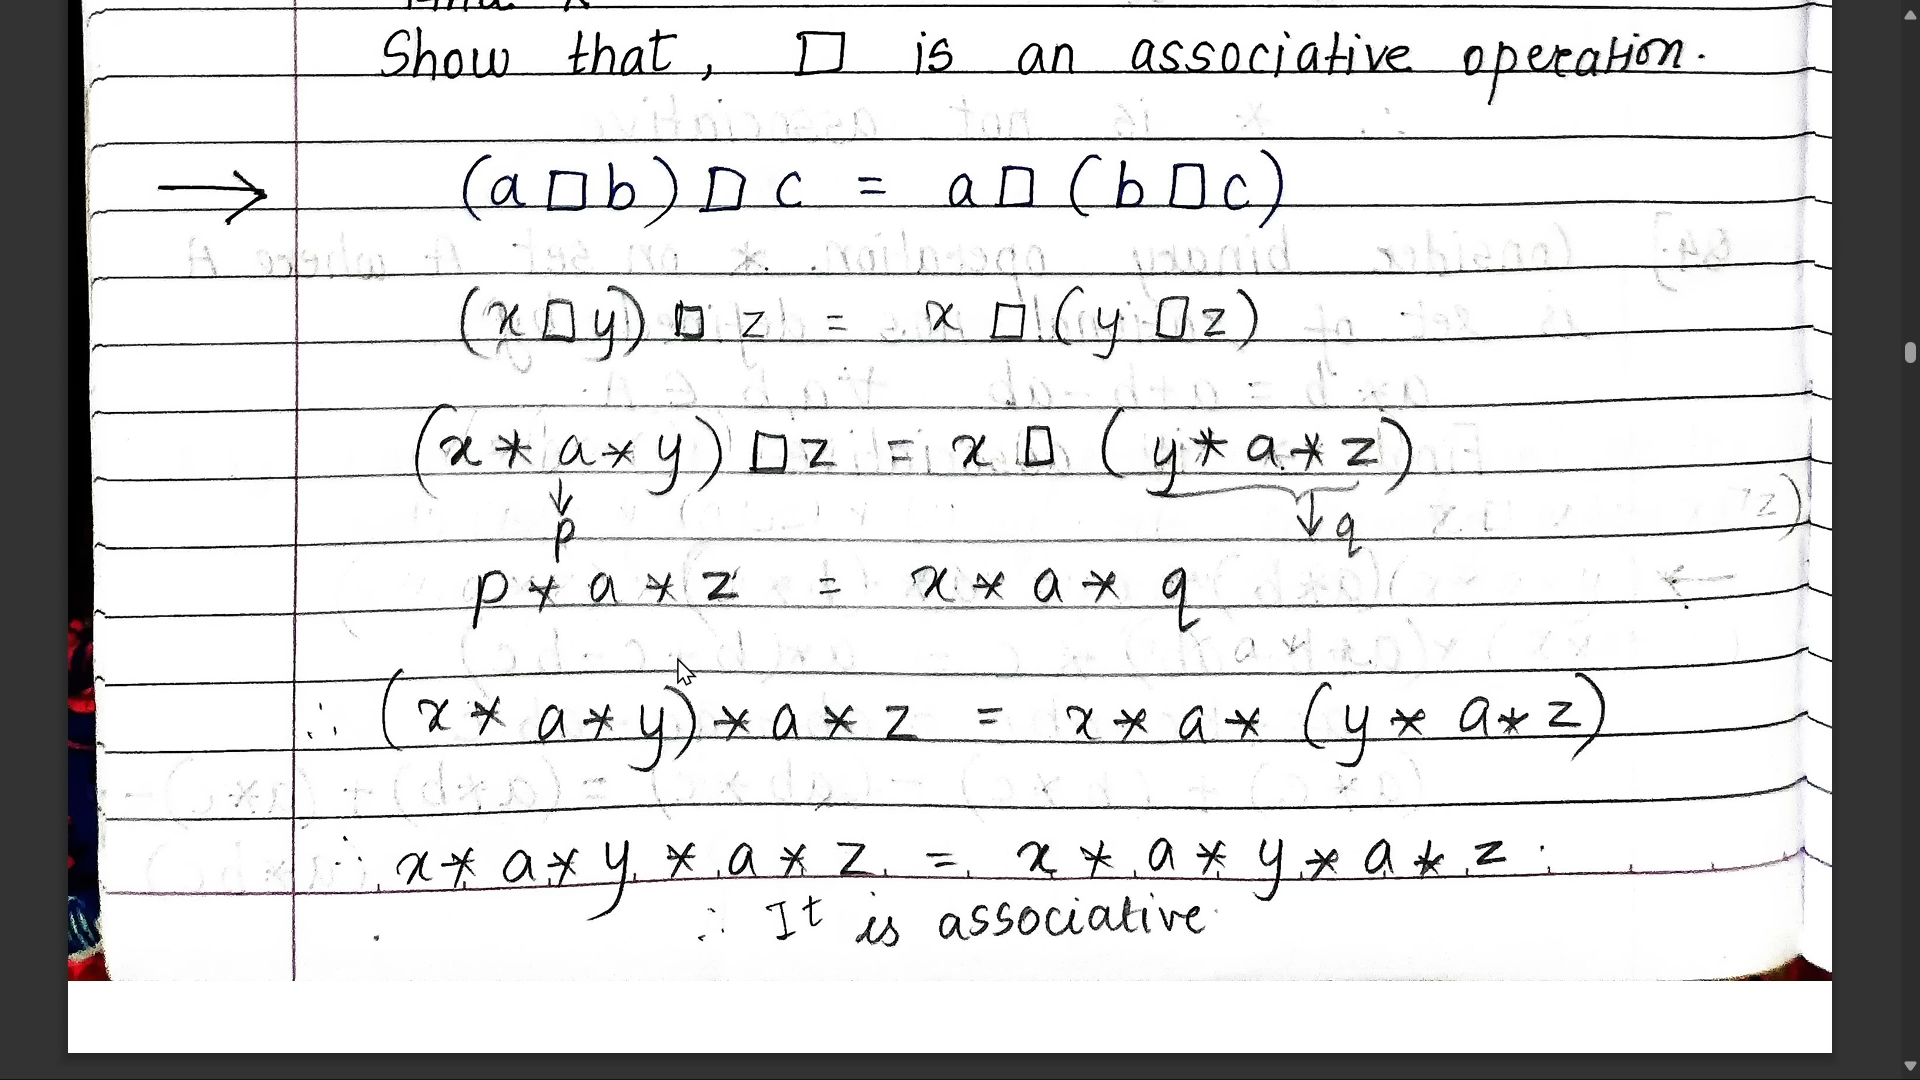 Show that, □ is an associative operation.
→ (a □ b) □ c = a □ (b □ c)
(x □ y) □ z = x □ (y □ z)
(x * a * y) □ z = x □ (y * a * z)
↓ ↓ q
p
p * a * z = x * a * q
∴ (x * a * y) * a * z = x * a * (y * a * z)
∴ x * a * y * a * z = x * a * y * a * z
∴ It is associative